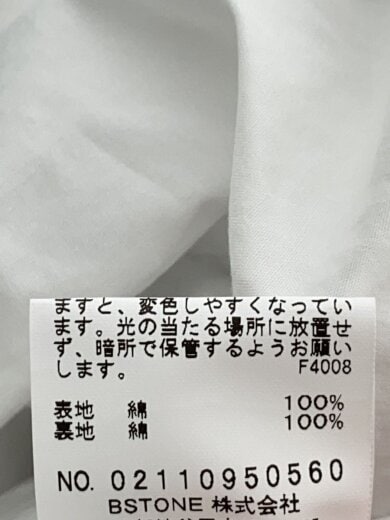 ますと、変色しやすくなってい
ます。光の当たる場所に放置せ
ず、暗所で保管するようお願い
します。 F4008
表地 綿 100%
裏地 綿 100%
NO. 02110950560
BSTONE 株式会社